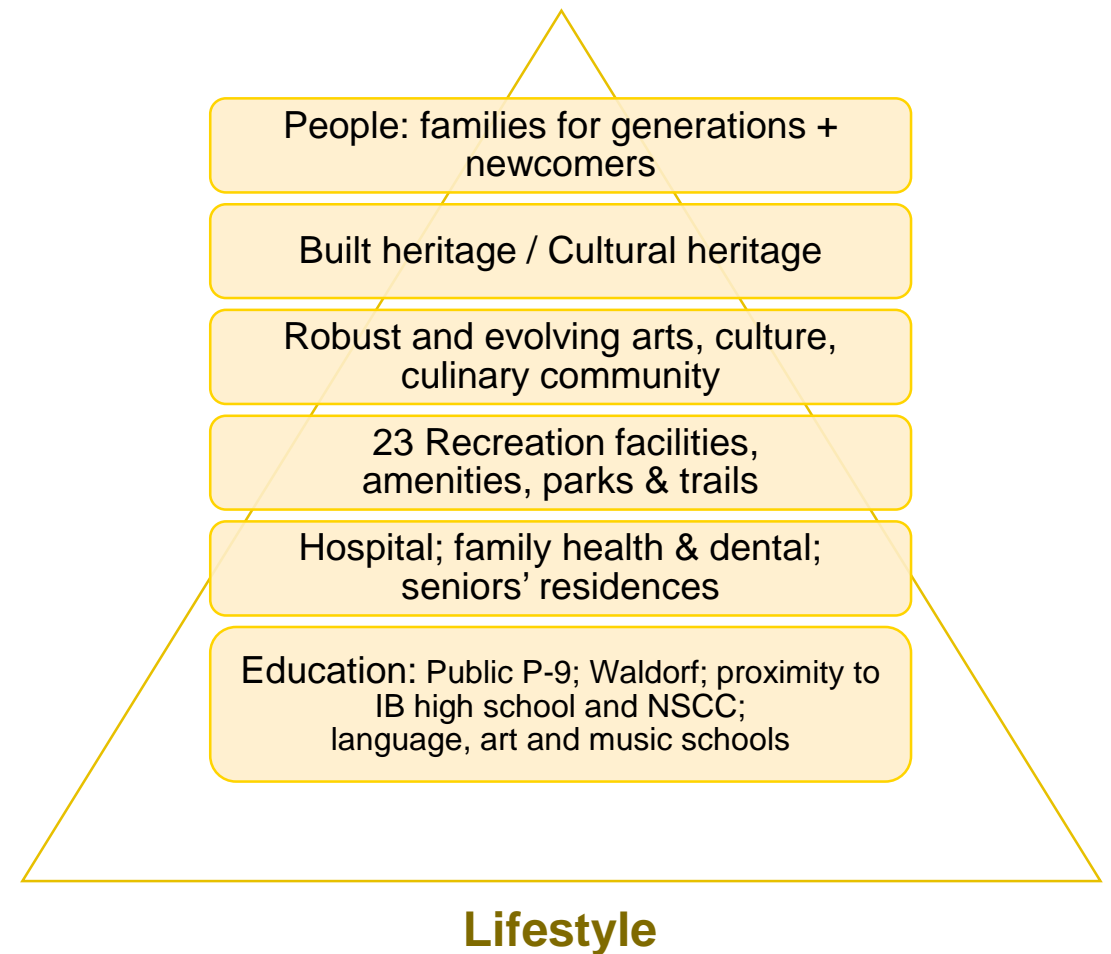 People: families for generations +
newcomers
Built heritage / Cultural heritage
Robust and evolving arts, culture,
culinary community
23 Recreation facilities,
amenities, parks & trails
Hospital; family health & dental;
seniors’ residences
Education: Public P-9; Waldorf; proximity to
IB high school and NSCC;
language, art and music schools
Lifestyle